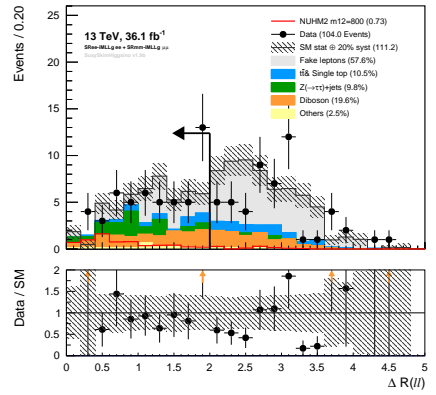 Events / 0.20
25
20
15
10
5
0
13 TeV, 36.1 fb⁻¹
SRee-iMLLg ee + SRmm-iMLLg μμ
NUHM2 m12=800 (0.73)
Data (104.0 Events)
SM stat ⊕ 20% syst (111.2)
Fake leptons (57.6%)
tt̄& Single top (10.5%)
Z(→ττ)+jets (9.8%)
Diboson (19.6%)
Others (2.5%)
Data / SM
2
1.5
1
0.5
0
0 0.5 1 1.5 2 2.5 3 3.5 4 4.5 5
Δ R(ll)